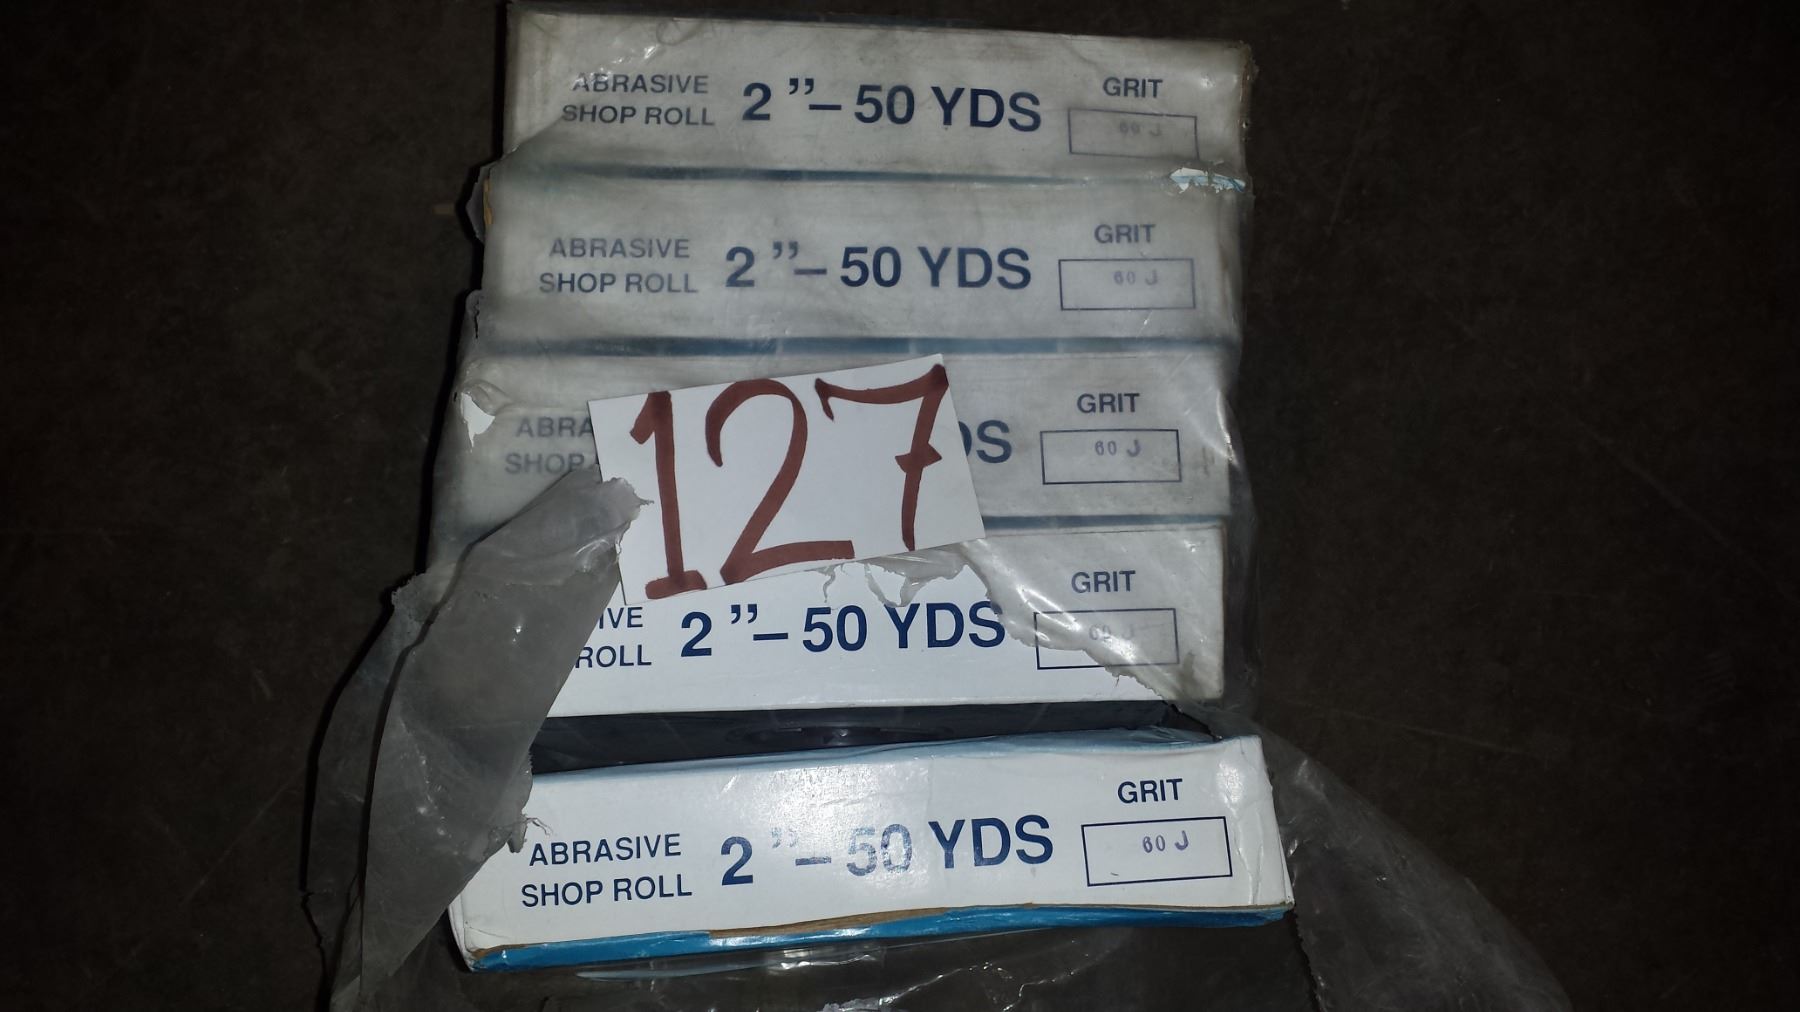 ABRASIVE
SHOP ROLL
2"– 50 YDS
GRIT
60 J
ABRASIVE
SHOP ROLL
2"– 50 YDS
GRIT
60 J
ABRA
SHOP
DS
GRIT
60 J
127
IVE
ROLL
2"– 50 YDS
GRIT
60 J
ABRASIVE
SHOP ROLL
2"– 50 YDS
GRIT
60 J